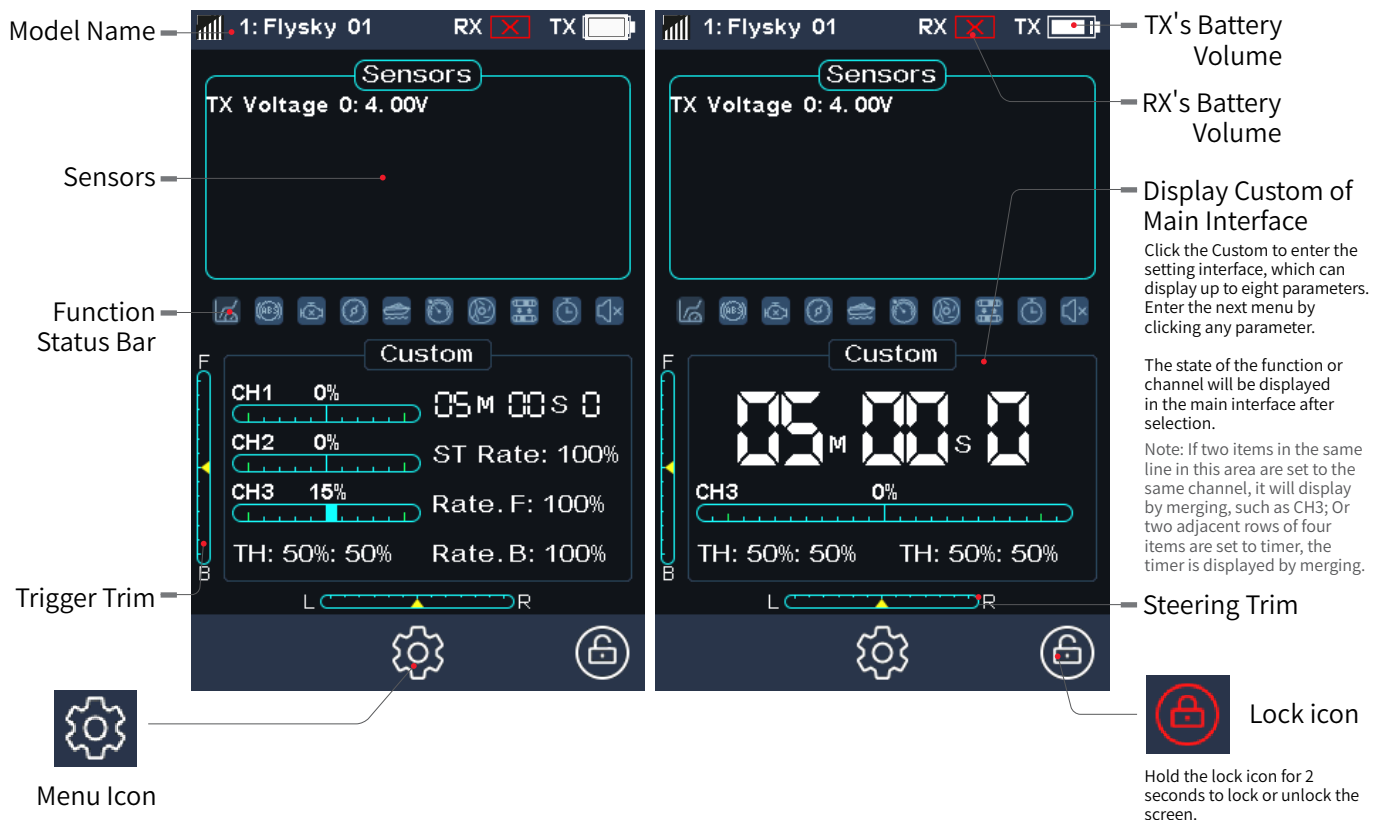 Model Name
Sensors
Function
Status Bar
Trigger Trim
Menu Icon
1: Flysky 01 RX TX
Sensors
TX Voltage 0: 4.00V
ABS
Custom
F
CH1 0%
05 M 00 S 0
CH2 0%
ST Rate: 100%
CH3 15%
Rate. F: 100%
TH: 50%: 50% Rate. B: 100%
B
L R
1: Flysky 01 RX TX
Sensors
TX Voltage 0: 4.00V
ABS
Custom
F
05 M 00 S 0
CH3 0%
TH: 50%: 50% TH: 50%: 50%
B
L R
TX's Battery
Volume
RX's Battery
Volume
Display Custom of
Main Interface
Click the Custom to enter the
setting interface, which can
display up to eight parameters.
Enter the next menu by
clicking any parameter.
The state of the function or
channel will be displayed
in the main interface after
selection.
Note: If two items in the same
line in this area are set to the
same channel, it will display
by merging, such as CH3; Or
two adjacent rows of four
items are set to timer, the
timer is displayed by merging.
Steering Trim
Lock icon
Hold the lock icon for 2
seconds to lock or unlock the
screen.